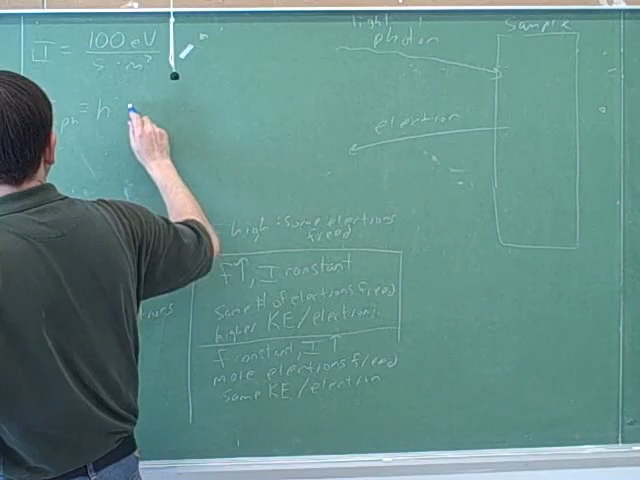 I = 100 eV / s · m²
ph = h
light
photon
Sample
electron
high : some electrons
freed
f↑, I constant
Same # of electrons freed
higher KE/electron
f constant, I ↑
more electrons freed
same KE/electron